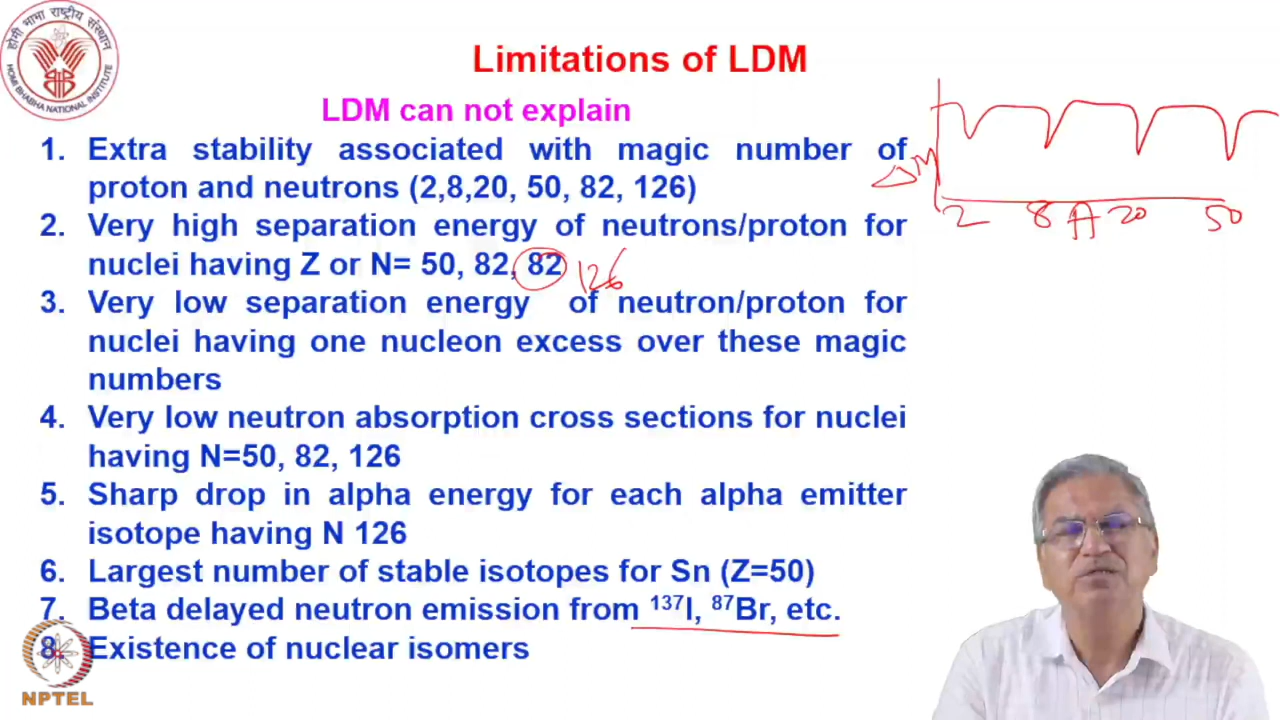 होमी भाभा राष्ट्रीय संस्थान
HOMI BHABHA NATIONAL INSTITUTE
Limitations of LDM
LDM can not explain
1. Extra stability associated with magic number of
proton and neutrons (2,8,20, 50, 82, 126)
2. Very high separation energy of neutrons/proton for
nuclei having Z or N= 50, 82, 82 126
3. Very low separation energy of neutron/proton for
nuclei having one nucleon excess over these magic
numbers
4. Very low neutron absorption cross sections for nuclei
having N=50, 82, 126
5. Sharp drop in alpha energy for each alpha emitter
isotope having N 126
6. Largest number of stable isotopes for Sn (Z=50)
7. Beta delayed neutron emission from ¹³⁷I, ⁸⁷Br, etc.
8. Existence of nuclear isomers
ΔM
2 8 A 20 50
NPTEL